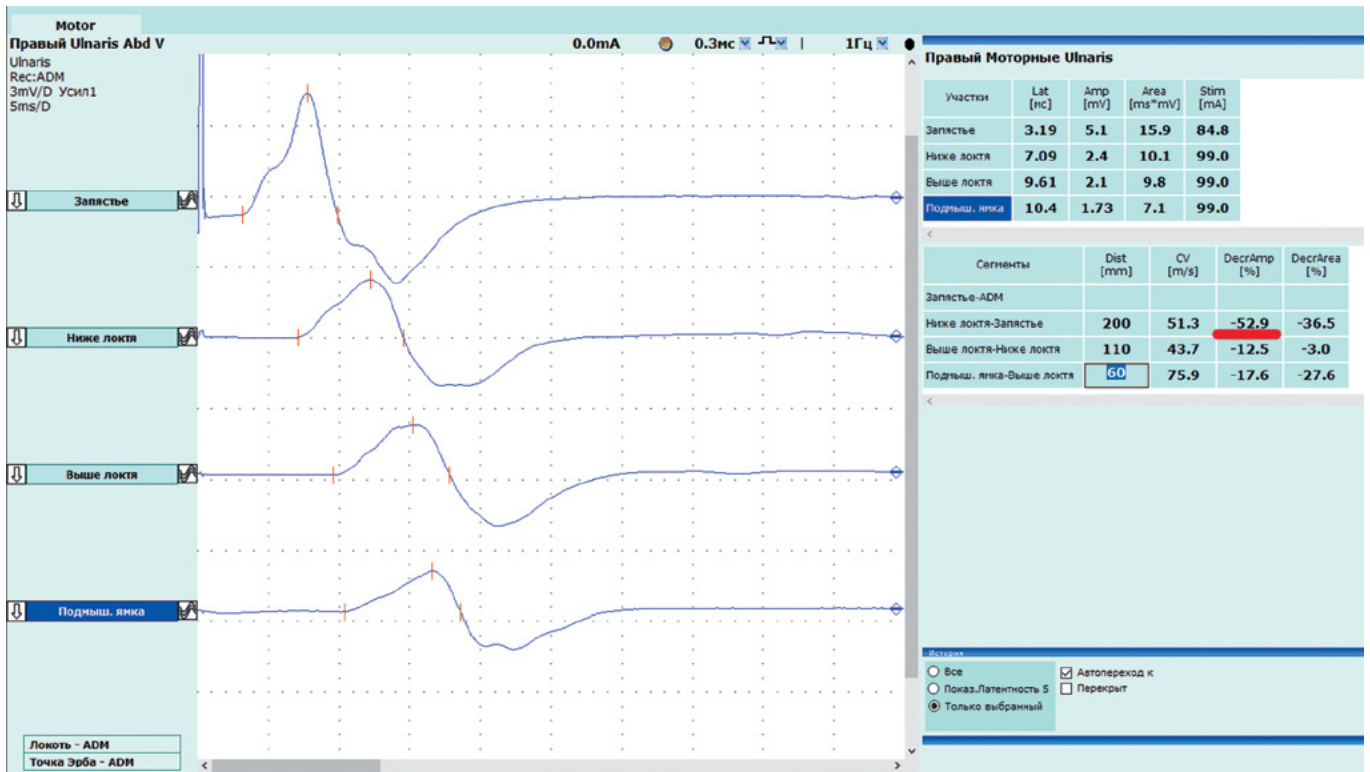 Motor
Правый Ulnaris Abd V
0.0mA 0.3мс | 1Гц
Ulnaris
Rec:ADM
3mV/D Усил1
5ms/D
Запястье
Ниже локтя
Выше локтя
Подмыш. ямка
Локоть - ADM
Точка Эрба - ADM
Правый Моторные Ulnaris
Участки Lat [мс] Amp [mV] Area [ms*mV] Stim [mA]
Запястье 3.19 5.1 15.9 84.8
Ниже локтя 7.09 2.4 10.1 99.0
Выше локтя 9.61 2.1 9.8 99.0
Подмыш. ямка 10.4 1.73 7.1 99.0
Сегменты Dist [mm] CV [m/s] DecrAmp [%] DecrArea [%]
Запястье-ADM
Ниже локтя-Запястье 200 51.3 -52.9 -36.5
Выше локтя-Ниже локтя 110 43.7 -12.5 -3.0
Подмыш. ямка-Выше локтя 60 75.9 -17.6 -27.6
История
Все
Автопереход к
Показ.Латентность S
Перекрыт
Только выбранный